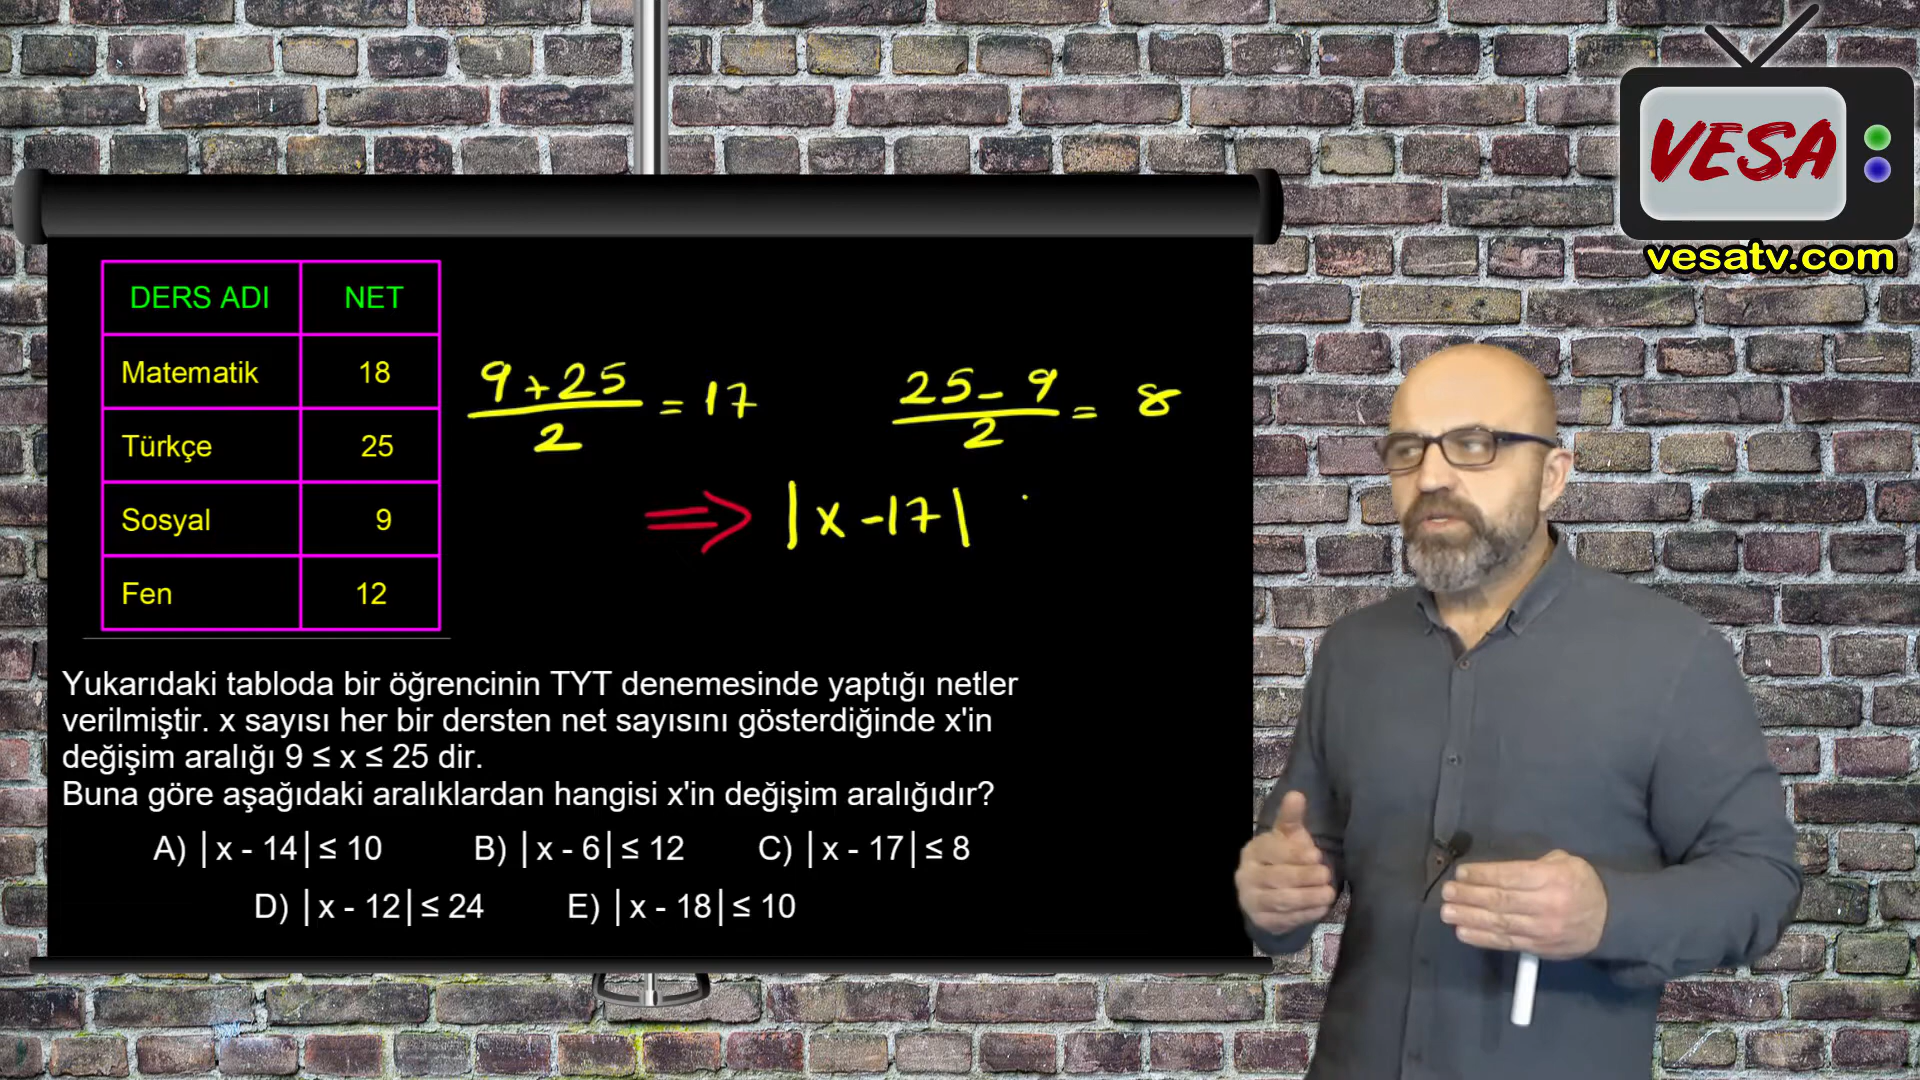 VESA
vesatv.com
DERS ADI NET
Matematik 18
Türkçe 25
Sosyal 9
Fen 12
9+25/2 = 17
25-9/2 = 8
⇒ |x-17|
Yukarıdaki tabloda bir öğrencinin TYT denemesinde yaptığı netler
verilmiştir. x sayısı her bir dersten net sayısını gösterdiğinde x'in
değişim aralığı 9 ≤ x ≤ 25 dir.
Buna göre aşağıdaki aralıklardan hangisi x'in değişim aralığıdır?
A) |x - 14| ≤ 10 B) |x - 6| ≤ 12 C) |x - 17| ≤ 8
D) |x - 12| ≤ 24 E) |x - 18| ≤ 10